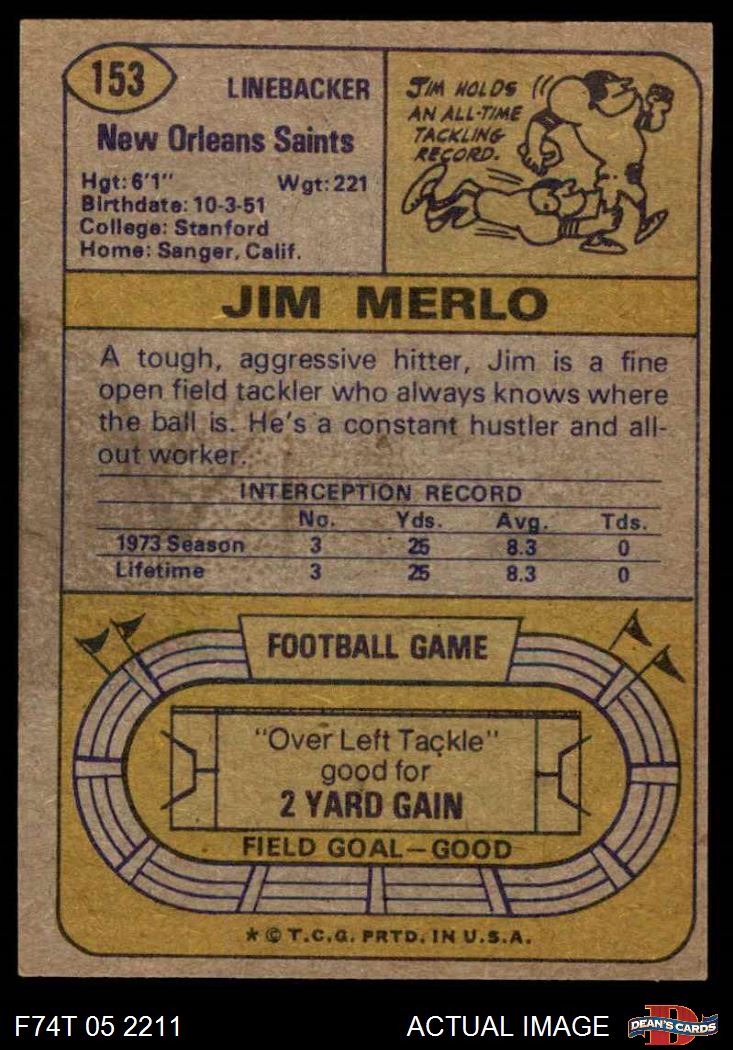 153
LINEBACKER
New Orleans Saints
Hgt: 6'1" Wgt: 221
Birthdate: 10-3-51
College: Stanford
Home: Sanger, Calif.
JIM HOLDS
AN ALL-TIME
TACKLING
RECORD.
JIM MERLO
A tough, aggressive hitter, Jim is a fine
open field tackler who always knows where
the ball is. He's a constant hustler and all-
out worker.
INTERCEPTION RECORD
No. Yds. Avg. Tds.
1973 Season 3 25 8.3 0
Lifetime 3 25 8.3 0
FOOTBALL GAME
"Over Left Tackle"
good for
2 YARD GAIN
FIELD GOAL—GOOD
* © T.C.G. PRTD. IN U.S.A.
F74T 05 2211
ACTUAL IMAGE
D
DEAN'S CARDS